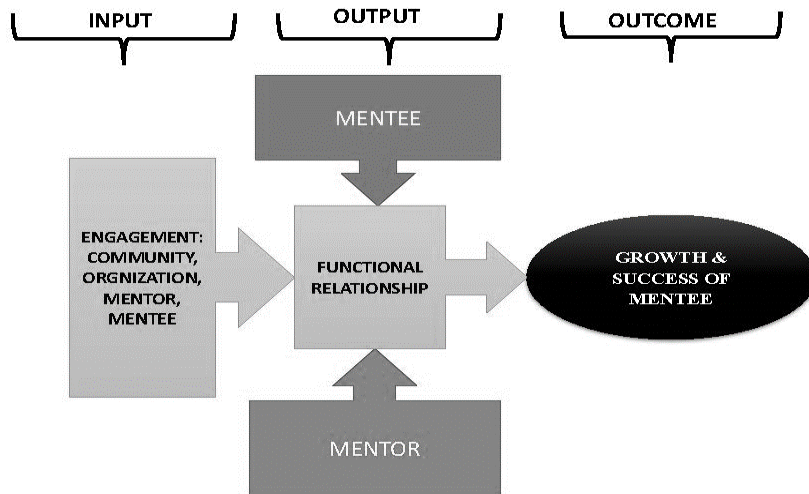 INPUT
OUTPUT
OUTCOME
MENTEE
ENGAGEMENT:
COMMUNITY,
ORGNIZATION,
MENTOR,
MENTEE
FUNCTIONAL
RELATIONSHIP
GROWTH &
SUCCESS OF
MENTEE
MENTOR